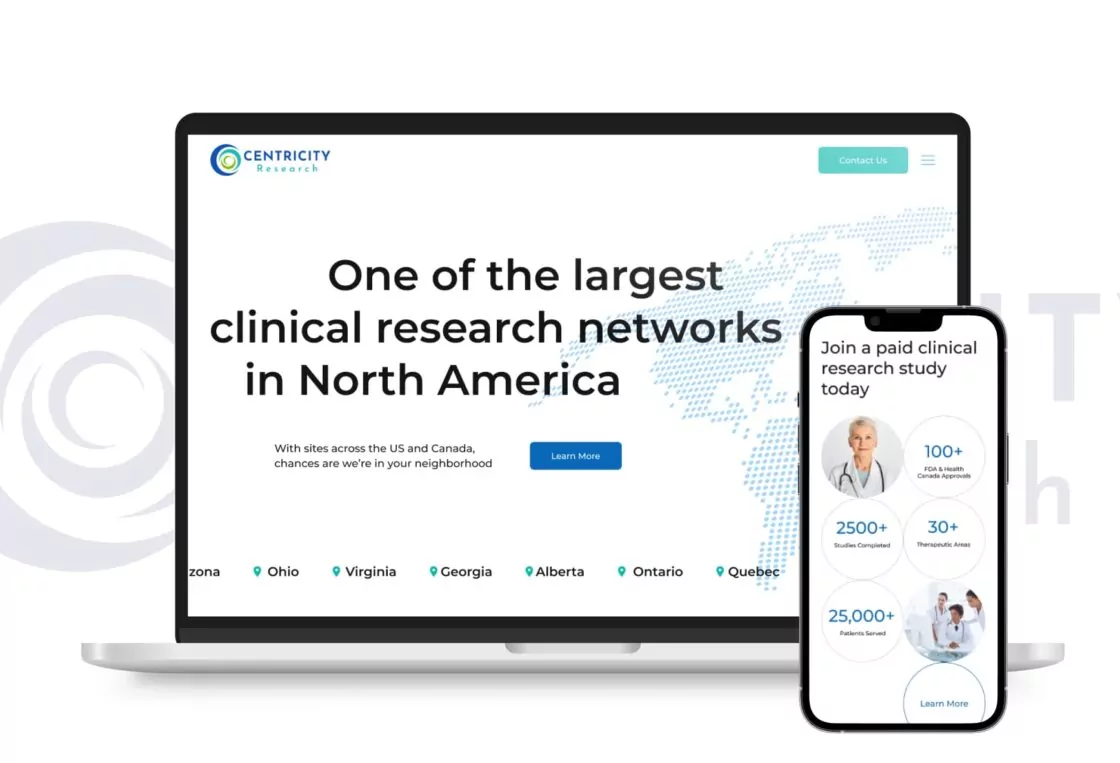 CENTRICITY
Research
Contact Us
One of the largest
clinical research networks
in North America
With sites across the US and Canada,
chances are we're in your neighborhood
Learn More
zona
Ohio
Virginia
Georgia
Alberta
Ontario
Quebec
Join a paid clinical
research study
today
100+
FDA & Health
Canada Approvals
2500+
Studies Completed
30+
Therapeutic Areas
25,000+
Patients Served
Learn More